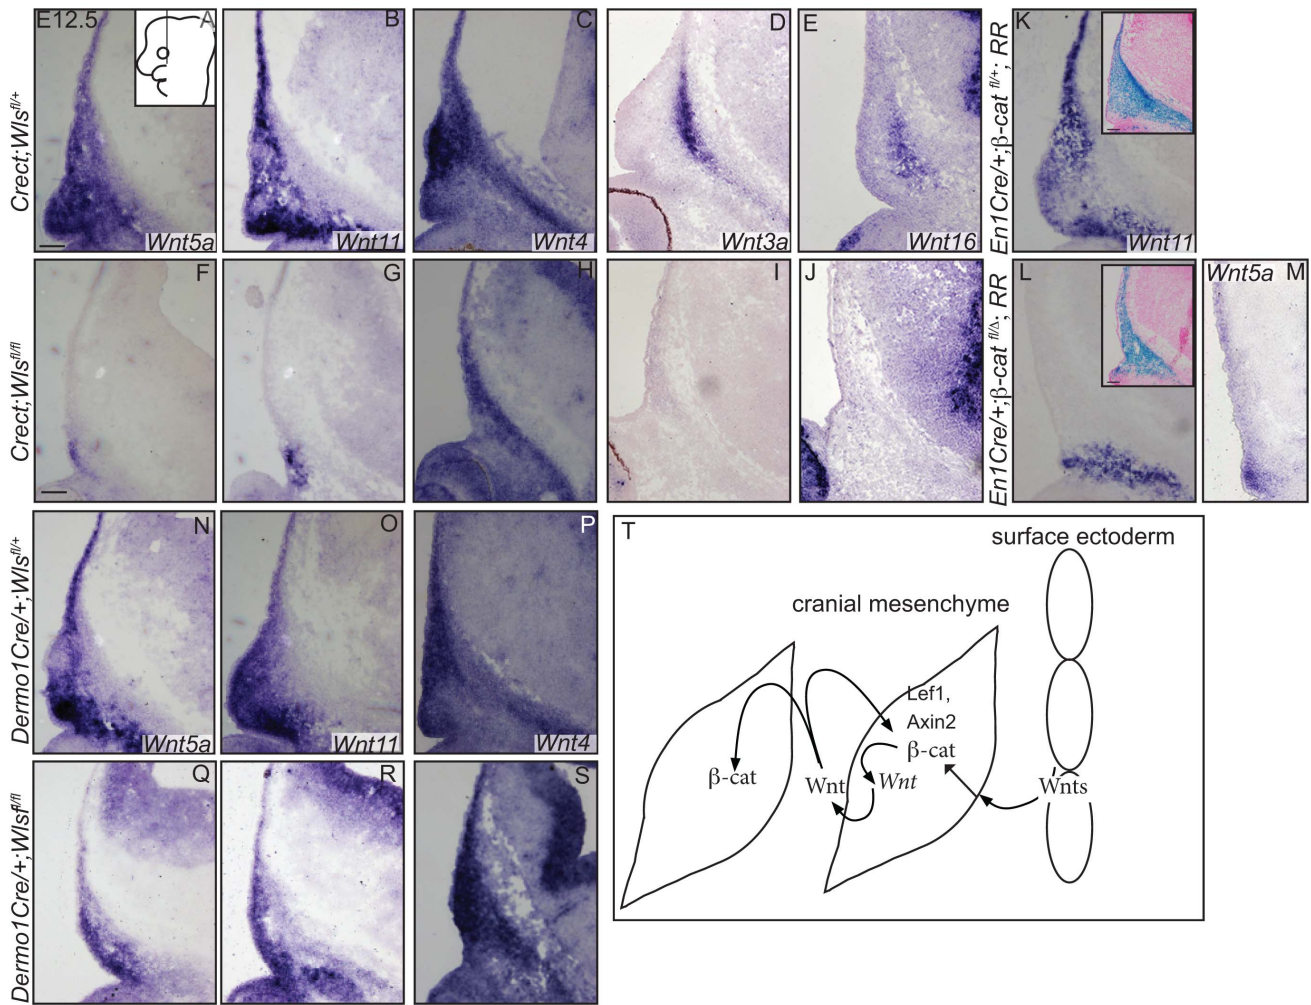 E12.5 A B C D E K
Crect;Wls fl/+
Wnt5a Wnt11 Wnt4 Wnt3a Wnt16
En1Cre/+;β-cat fl/+; RR
Wnt11
F G H I J L Wnt5a M
Crect;Wls fl/fl
En1Cre/+;β-cat fl/Δ; RR
N O P
Dermo1Cre/+;Wls fl/+
Wnt5a Wnt11 Wnt4
Q R S
Dermo1Cre/+;Wls fl/fl
T
surface ectoderm
cranial mesenchyme
Lef1,
Axin2
β-cat
β-cat Wnt Wnt Wnts